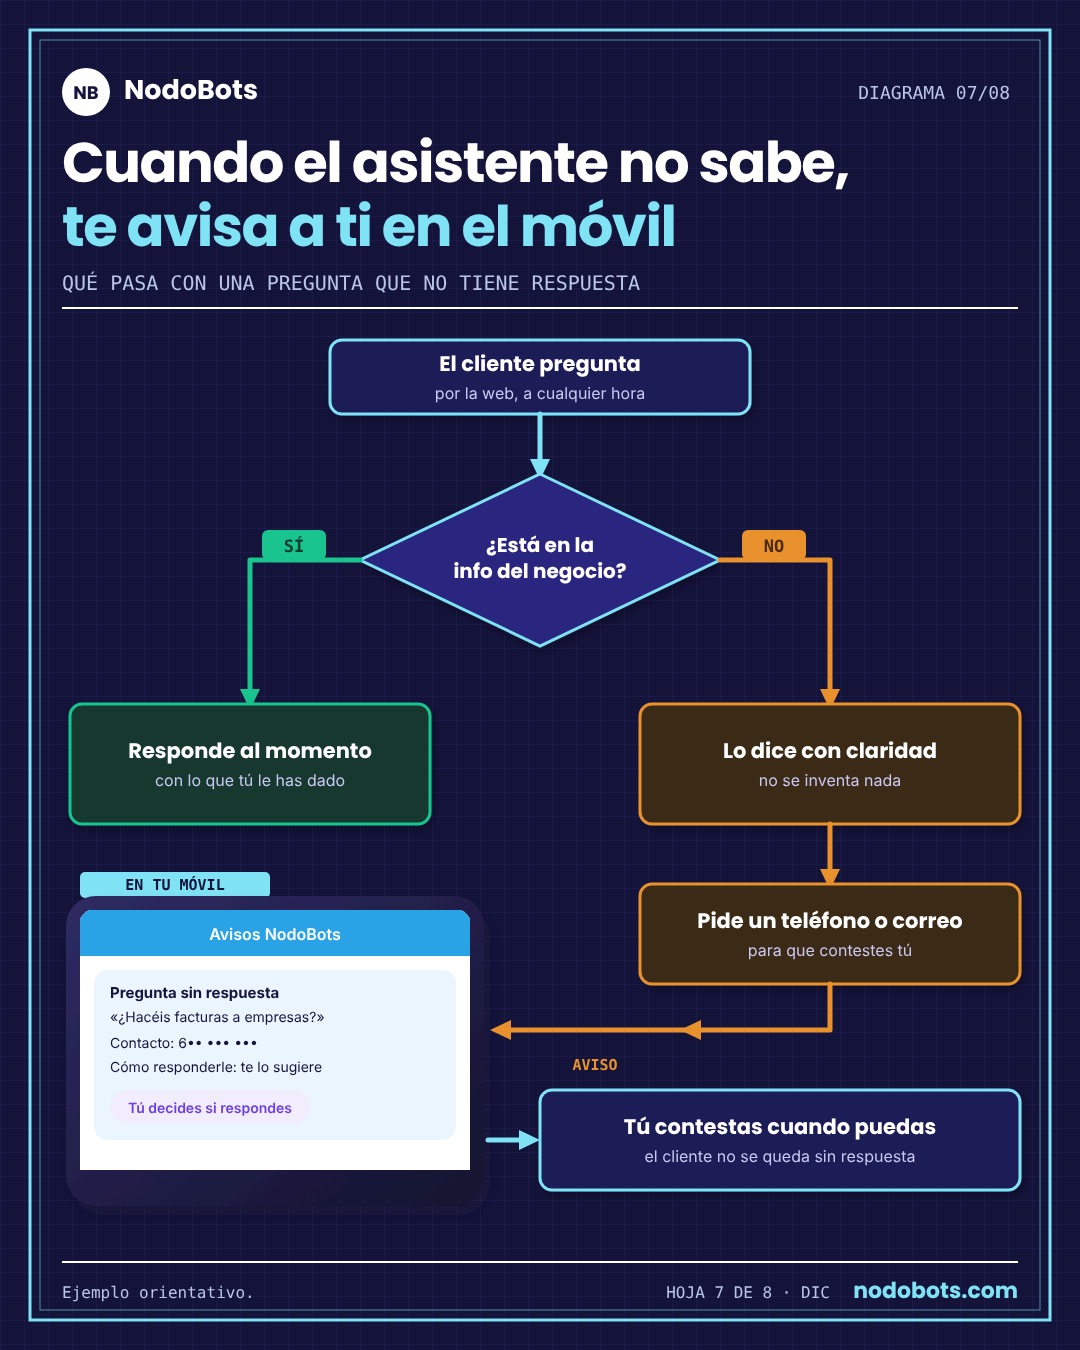 NB NodoBots
DIAGRAMA 07/08
Cuando el asistente no sabe,
te avisa a ti en el móvil
QUÉ PASA CON UNA PREGUNTA QUE NO TIENE RESPUESTA
El cliente pregunta
por la web, a cualquier hora
¿Está en la
info del negocio?
SÍ
NO
Responde al momento
con lo que tú le has dado
Lo dice con claridad
no se inventa nada
Pide un teléfono o correo
para que contestes tú
AVISO
EN TU MÓVIL
Avisos NodoBots
Pregunta sin respuesta
«¿Hacéis facturas a empresas?»
Contacto: 6•• ••• •••
Cómo responderle: te lo sugiere
Tú decides si respondes
Tú contestas cuando puedas
el cliente no se queda sin respuesta
Ejemplo orientativo.
HOJA 7 DE 8 · DIC
nodobots.com